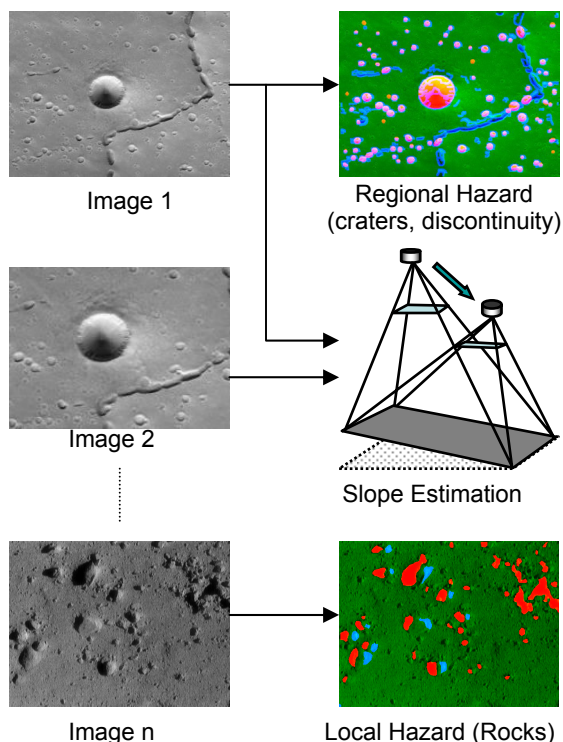 Image 1
Regional Hazard
(craters, discontinuity)
Image 2
Slope Estimation
Image n
Local Hazard (Rocks)